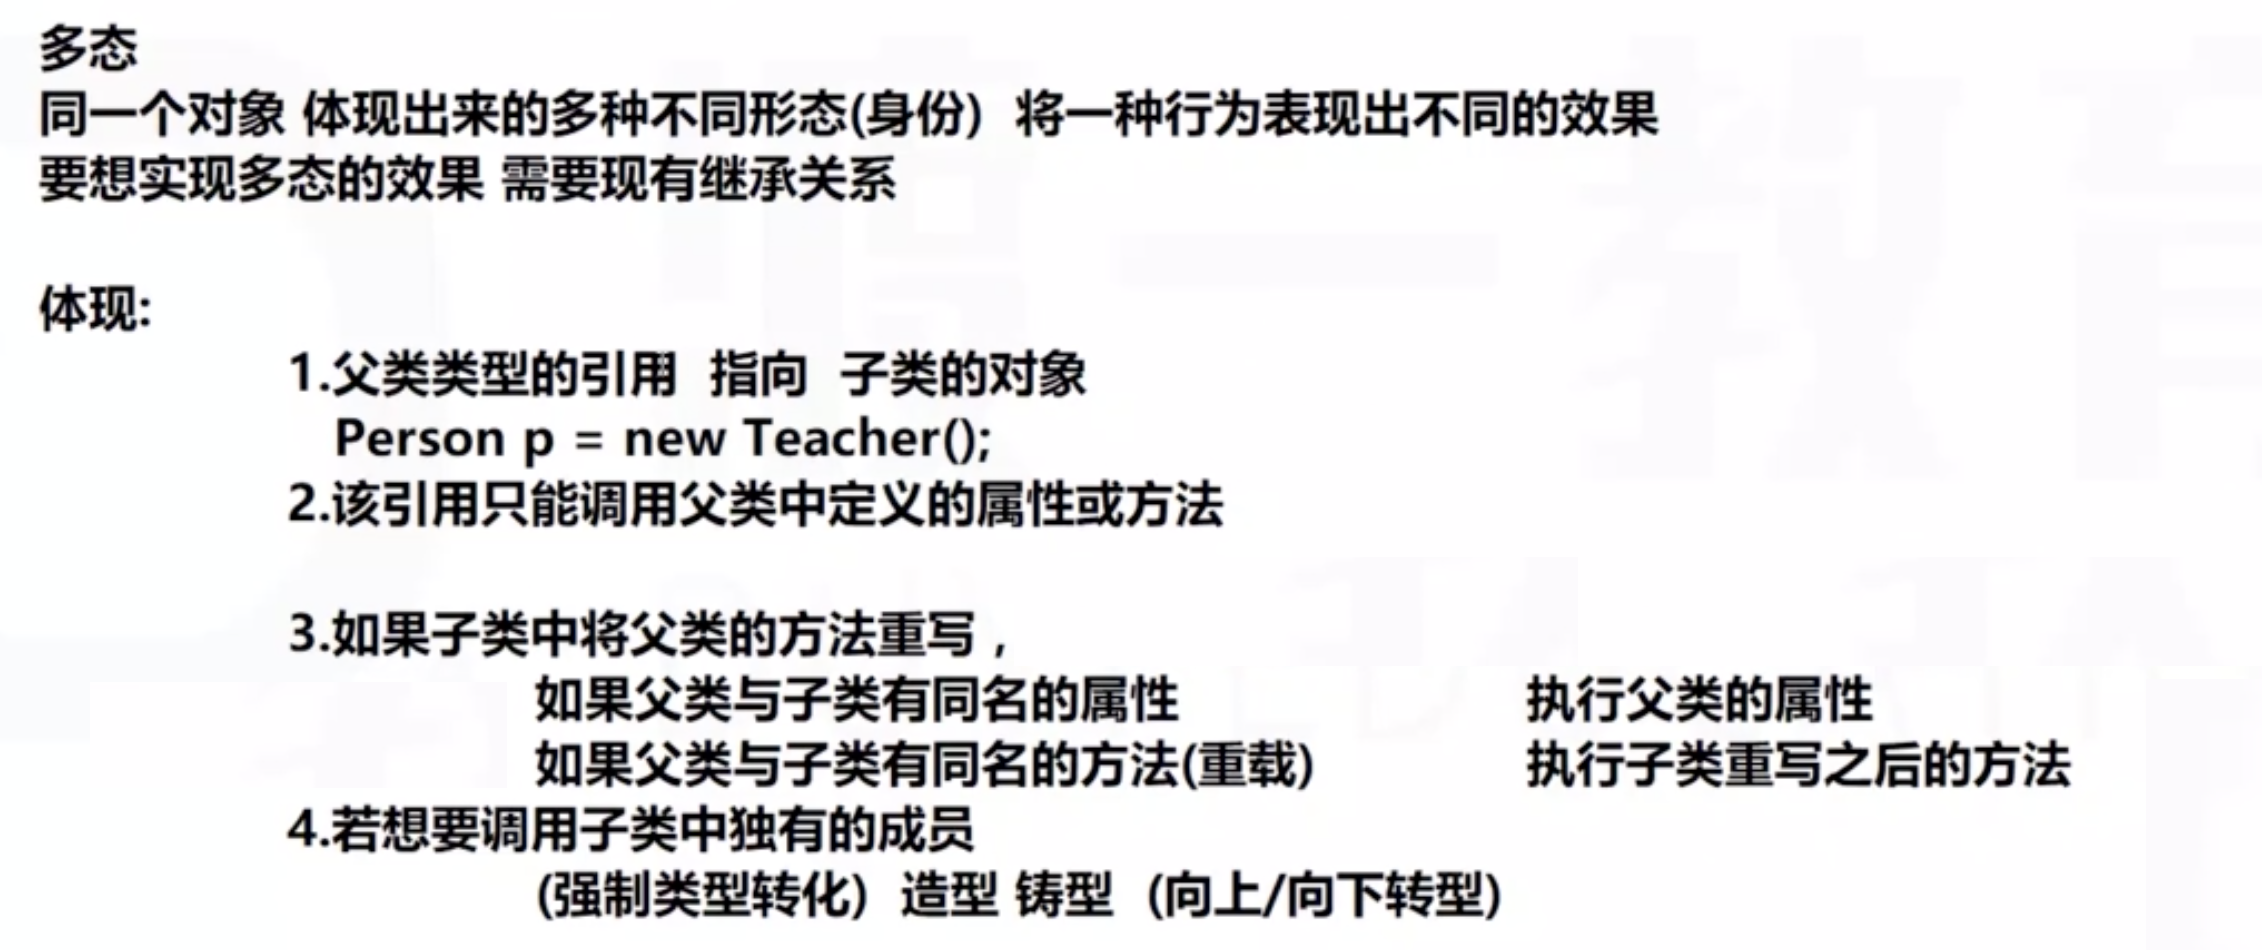 多态
同一个对象 体现出来的多种不同形态(身份) 将一种行为表现出不同的效果
要想实现多态的效果 需要现有继承关系
体现:
1.父类类型的引用 指向 子类的对象
Person p = new Teacher();
2.该引用只能调用父类中定义的属性或方法
3.如果子类中将父类的方法重写，
如果父类与子类有同名的属性 执行父类的属性
如果父类与子类有同名的方法(重载) 执行子类重写之后的方法
4.若想要调用子类中独有的成员
(强制类型转化) 造型 铸型 (向上/向下转型)